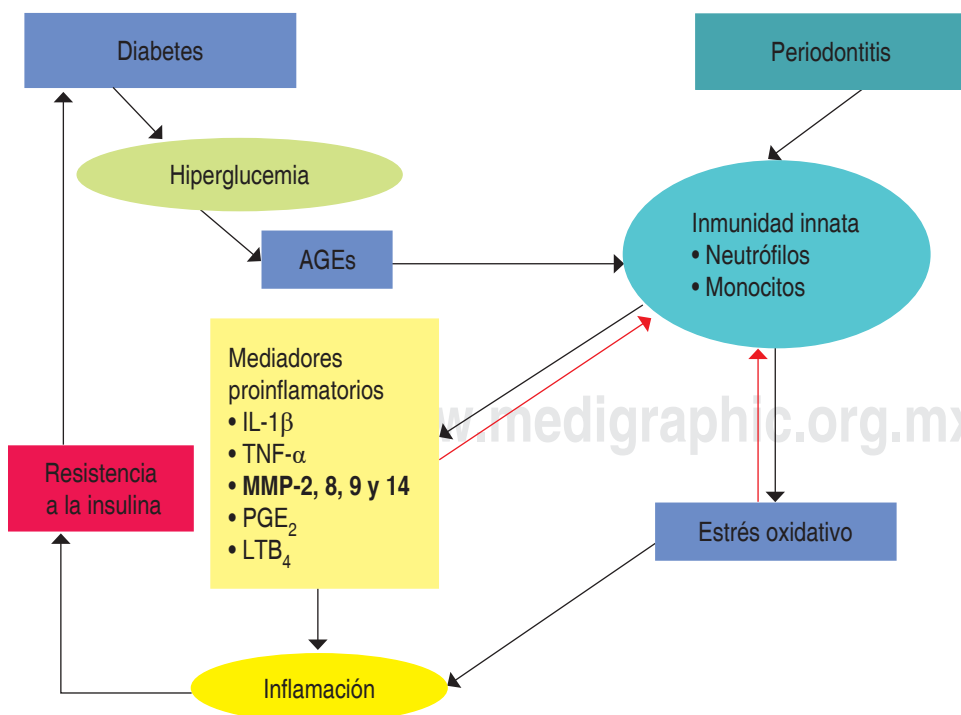 Diabetes
Periodontitis
Hiperglucemia
AGEs
Inmunidad innata
• Neutrófilos
• Monocitos
Mediadores
proinflamatorios
• IL-1β
• TNF-α
• MMP-2, 8, 9 y 14
• PGE2
• LTB4
w.medigraphic.org.mx
Resistencia
a la insulina
Estrés oxidativo
Inflamación